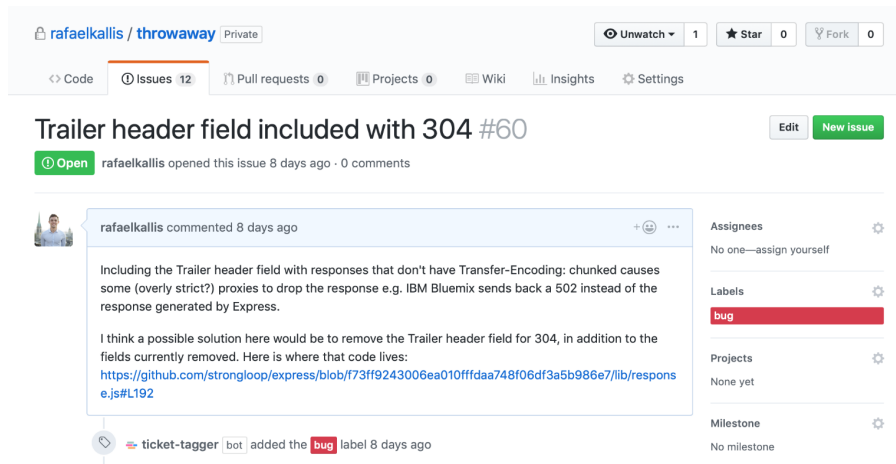 rafaelkallis / throwaway Private
Unwatch 1 Star 0 Fork 0
Code Issues 12 Pull requests 0 Projects 0 Wiki Insights Settings
Trailer header field included with 304 #60
Edit New issue
Open rafaelkallis opened this issue 8 days ago · 0 comments
rafaelkallis commented 8 days ago
Including the Trailer header field with responses that don't have Transfer-Encoding: chunked causes
some (overly strict?) proxies to drop the response e.g. IBM Bluemix sends back a 502 instead of the
response generated by Express.
I think a possible solution here would be to remove the Trailer header field for 304, in addition to the
fields currently removed. Here is where that code lives:
https://github.com/strongloop/express/blob/f73ff9243006ea010fffdaa748f06df3a5b986e7/lib/respons
e.js#L192
ticket-tagger bot added the bug label 8 days ago
Assignees
No one—assign yourself
Labels
bug
Projects
None yet
Milestone
No milestone